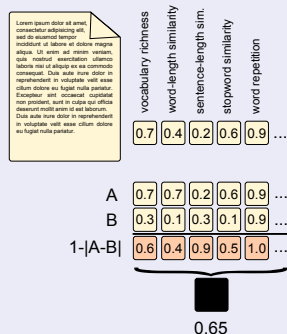 Lorem ipsum dolor sit amet,
consectetur adipisicing elit,
sed do eiusmod tempor
incididunt ut labore et dolore magna
aliqua. Ut enim ad minim veniam,
quis nostrud exercitation ullamco
laboris nisi ut aliquip ex ea commodo
consequat. Duis aute irure dolor in
reprehenderit in voluptate velit esse
cillum dolore eu fugiat nulla pariatur.
Excepteur sint occaecat cupidatat
non proident, sunt in culpa qui officia
deserunt mollit anim id est laborum.
Duis aute irure dolor in reprehenderit
in voluptate velit esse cillum dolore
eu fugiat nulla pariatur.
vocabulary richness
word-length similarity
sentence-length sim.
stopword similarity
word repetition
0.7 0.4 0.2 0.6 0.9 ...
A 0.7 0.7 0.2 0.6 0.9 ...
B 0.3 0.1 0.3 0.1 0.9 ...
1-|A-B| 0.6 0.4 0.9 0.5 1.0 ...
0.65